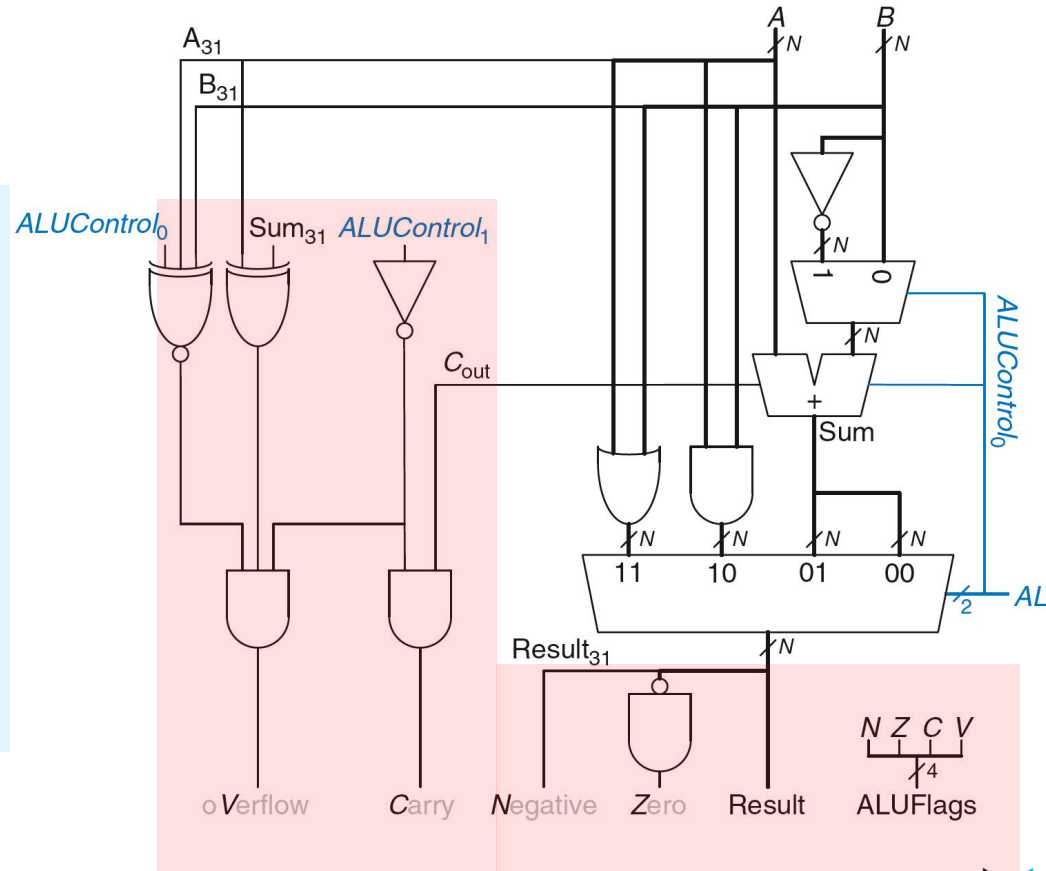 A B
A31 N N
B31
ALUControl0 Sum31 ALUControl1
N
1 0
ALUControl0
N
Cout
+
Sum
N N N N
11 10 01 00
2 AL
Result31 N
N Z C V
4
oVerflow Carry Negative Zero Result ALUFlags